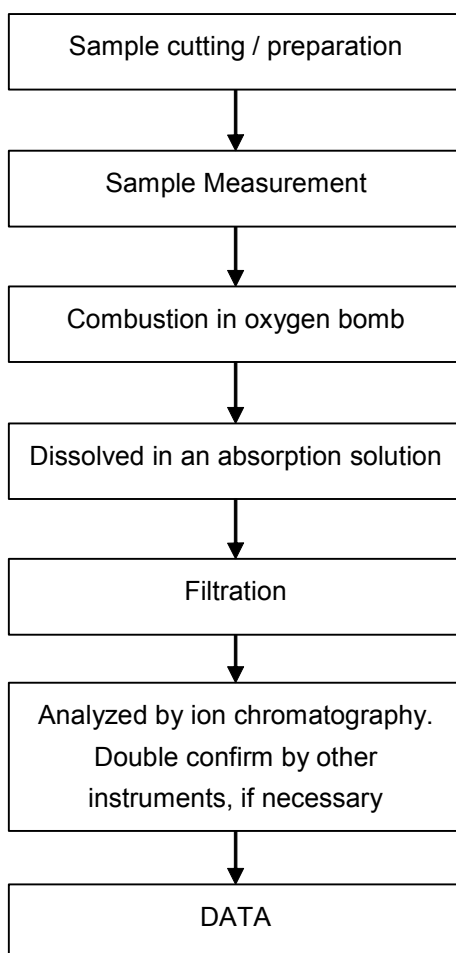 Sample cutting / preparation
Sample Measurement
Combustion in oxygen bomb
Dissolved in an absorption solution
Filtration
Analyzed by ion chromatography.
Double confirm by other
instruments, if necessary
DATA